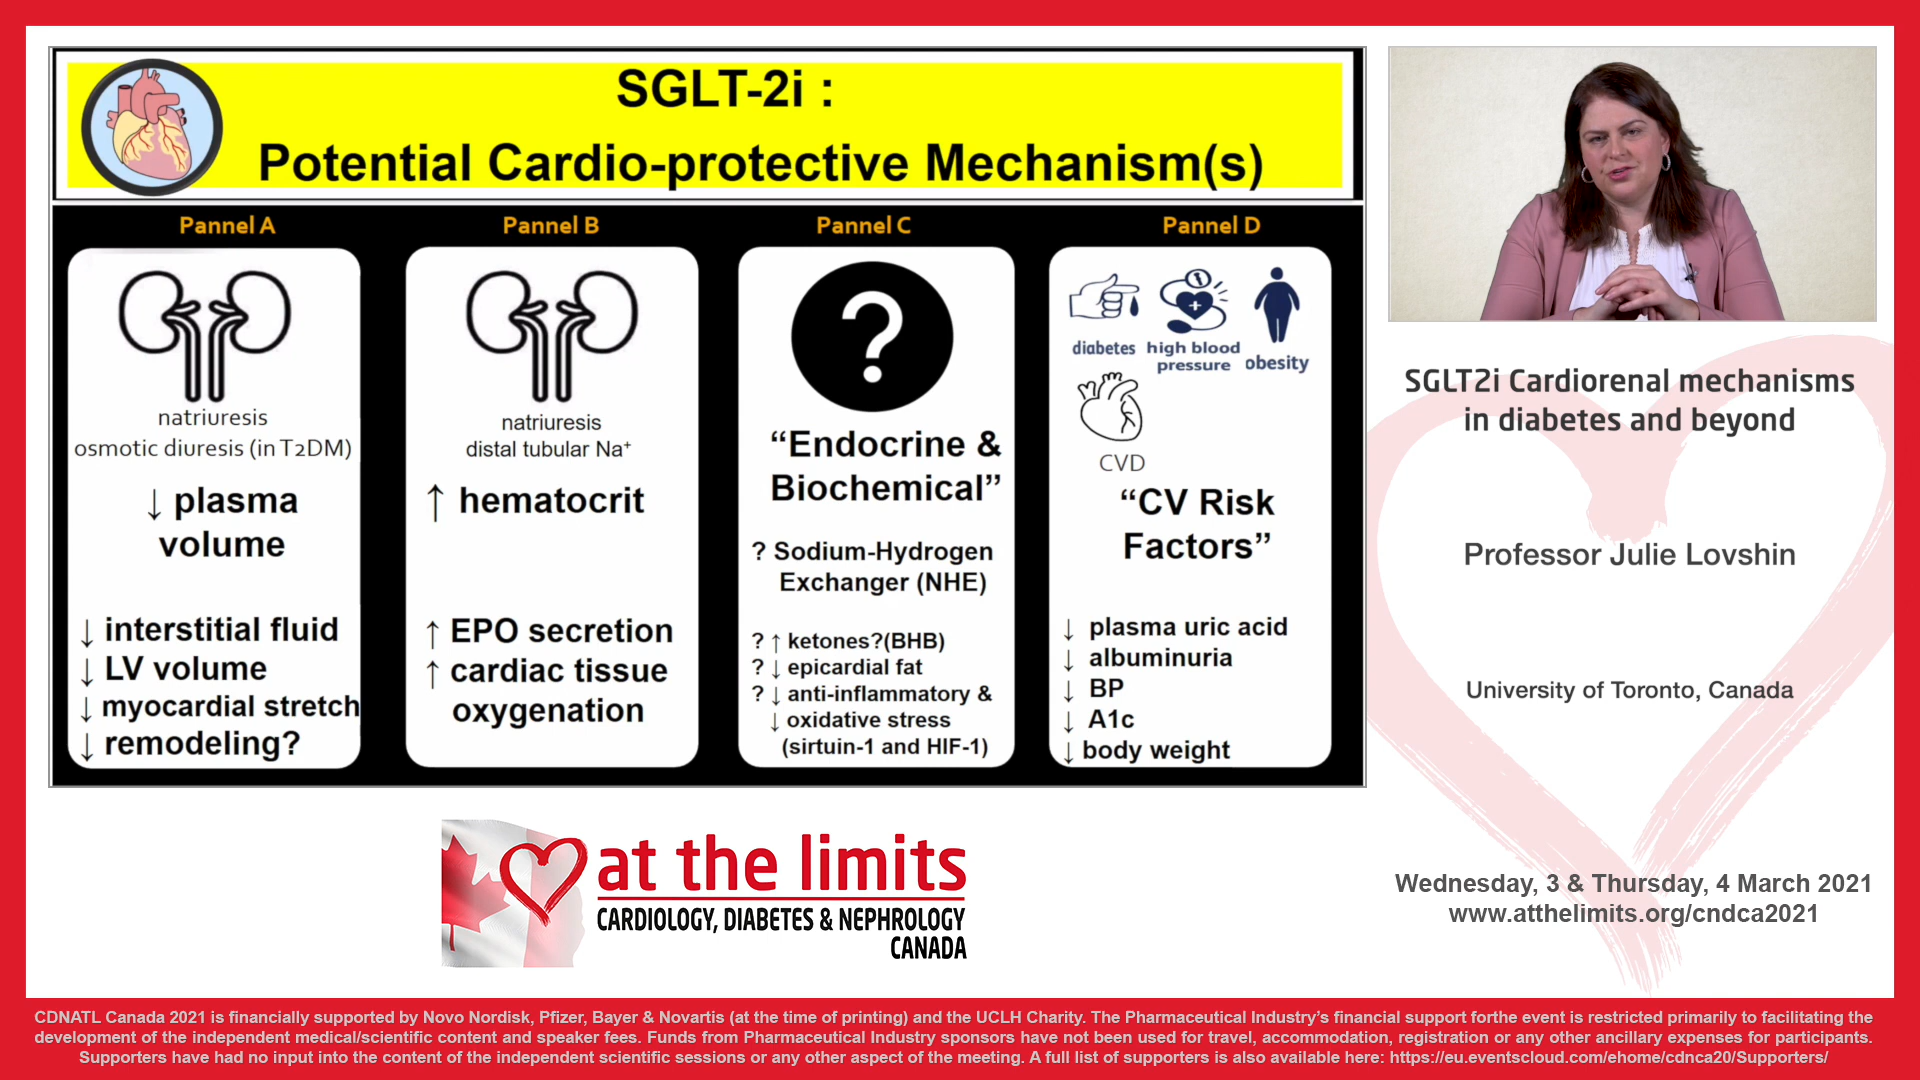 SGLT-2i :
Potential Cardio-protective Mechanism(s)
Pannel A
natriuresis
osmotic diuresis (in T2DM)
↓ plasma
volume
↓ interstitial fluid
↓ LV volume
↓ myocardial stretch
↓ remodeling?
Pannel B
natriuresis
distal tubular Na⁺
↑ hematocrit
↑ EPO secretion
↑ cardiac tissue
oxygenation
Pannel C
?
“Endocrine &
Biochemical”
? Sodium-Hydrogen
Exchanger (NHE)
? ↑ ketones?(BHB)
? ↓ epicardial fat
? ↓ anti-inflammatory &
↓ oxidative stress
(sirtuin-1 and HIF-1)
Pannel D
diabetes
high blood
pressure
obesity
CVD
“CV Risk
Factors”
↓ plasma uric acid
↓ albuminuria
↓ BP
↓ A1c
↓ body weight
SGLT2i Cardiorenal mechanisms
in diabetes and beyond
Professor Julie Lovshin
University of Toronto, Canada
Wednesday, 3 & Thursday, 4 March 2021
www.atthelimits.org/cndca2021
at the limits
CARDIOLOGY, DIABETES & NEPHROLOGY
CANADA
CDNATL Canada 2021 is financially supported by Novo Nordisk, Pfizer, Bayer & Novartis (at the time of printing) and the UCLH Charity. The Pharmaceutical Industry’s financial support forthe event is restricted primarily to facilitating the
development of the independent medical/scientific content and speaker fees. Funds from Pharmaceutical Industry sponsors have not been used for travel, accommodation, registration or any other ancillary expenses for participants.
Supporters have had no input into the content of the independent scientific sessions or any other aspect of the meeting. A full list of supporters is also available here: https://eu.eventscloud.com/ehome/cdnca20/Supporters/